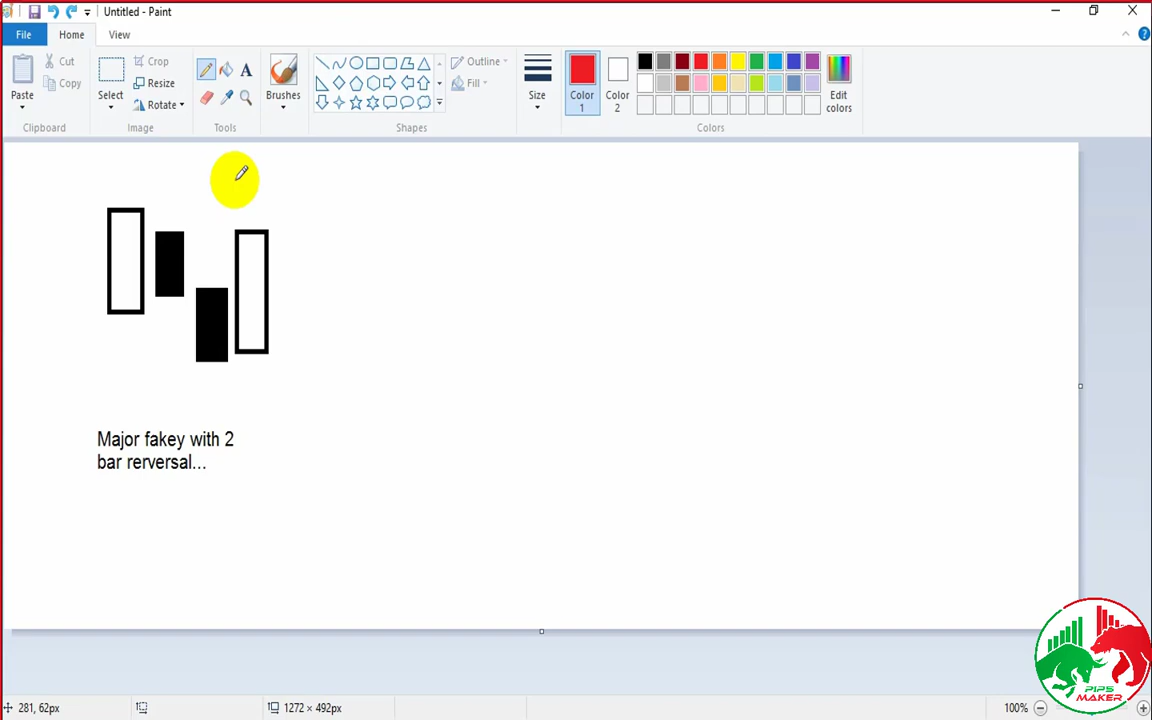 Untitled - Paint
File
Home
View
Paste
Cut
Copy
Clipboard
Select
Crop
Resize
Rotate
Image
A
Tools
Brushes
Outline
Fill
Shapes
Size
Color
1
Color
2
Edit
colors
Colors
Major fakey with 2
bar rerversal...
281, 62px
1272 × 492px
100%
PIPS
MAKER